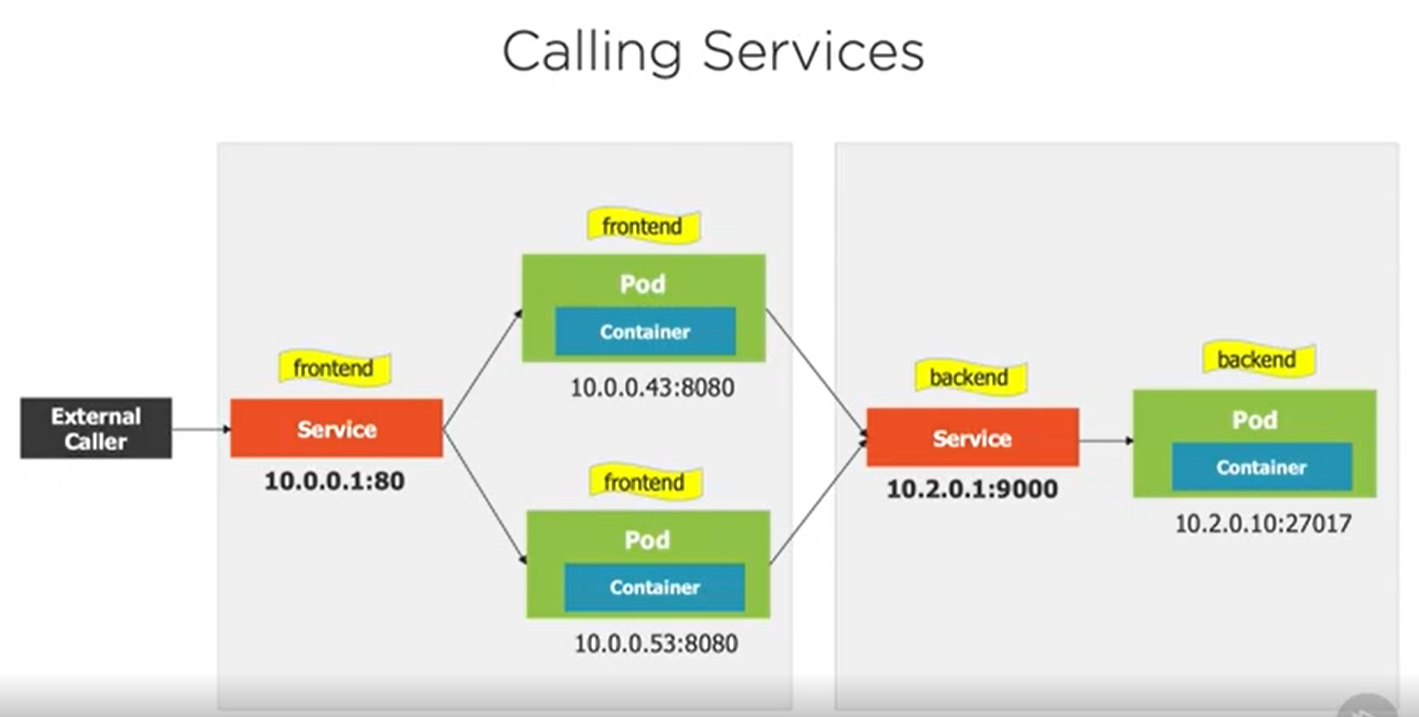 Calling Services
External
Caller
frontend
Service
10.0.0.1:80
frontend
Pod
Container
10.0.0.43:8080
frontend
Pod
Container
10.0.0.53:8080
backend
Service
10.2.0.1:9000
backend
Pod
Container
10.2.0.10:27017